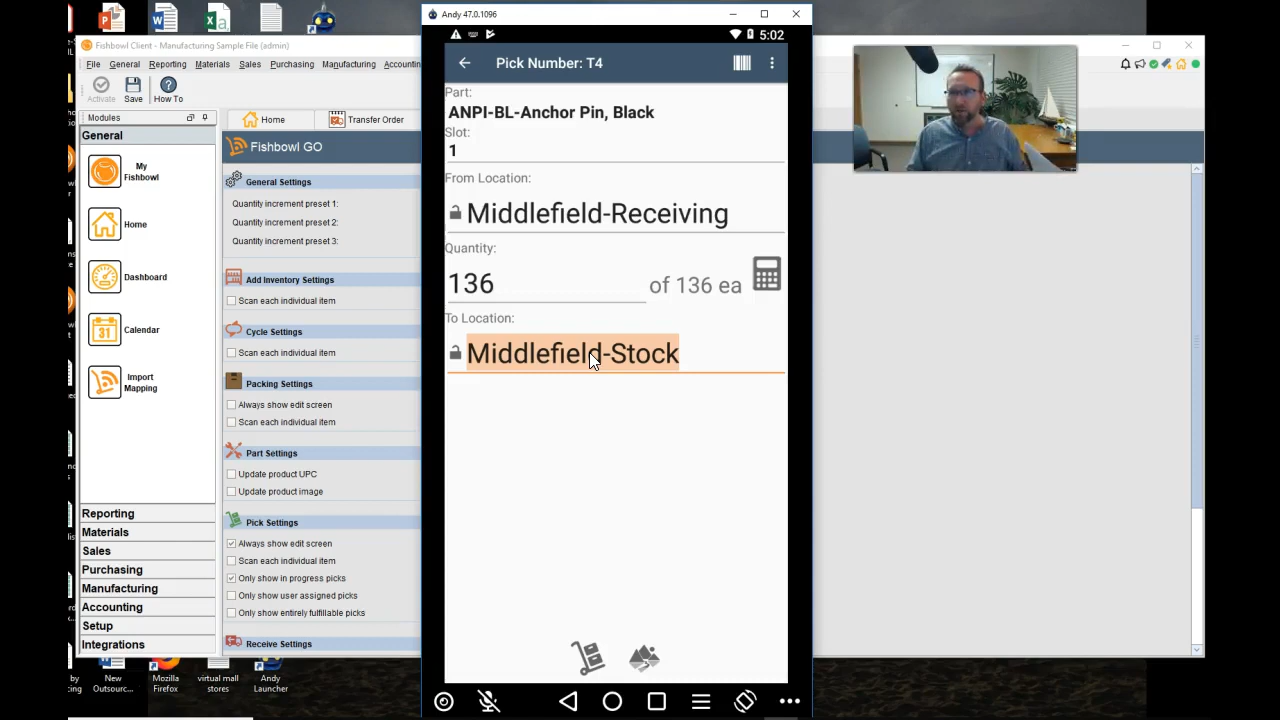 Andy 47.0.1096
Fishbowl Client - Manufacturing Sample File (admin)
File General Reporting Materials Sales Purchasing Manufacturing Accountin
Activate Save How To
Modules
General
My Fishbowl
Home
Dashboard
Calendar
Import Mapping
Reporting
Materials
Sales
Purchasing
Manufacturing
Accounting
Setup
Integrations
Home Transfer Order
Fishbowl GO
General Settings
Quantity increment preset 1:
Quantity increment preset 2:
Quantity increment preset 3:
Add Inventory Settings
Scan each individual item
Cycle Settings
Scan each individual item
Packing Settings
Always show edit screen
Scan each individual item
Part Settings
Update product UPC
Update product image
Pick Settings
Always show edit screen
Scan each individual item
Only show in progress picks
Only show user assigned picks
Only show entirely fulfillable picks
Receive Settings
5:02
Pick Number: T4
Part:
ANPI-BL-Anchor Pin, Black
Slot:
1
From Location:
Middlefield-Receiving
Quantity:
136 of 136 ea
To Location:
Middlefield-Stock
by
cing
New
Outsourc...
Mozilla
Firefox
virtual mall
stores
Andy
Launcher